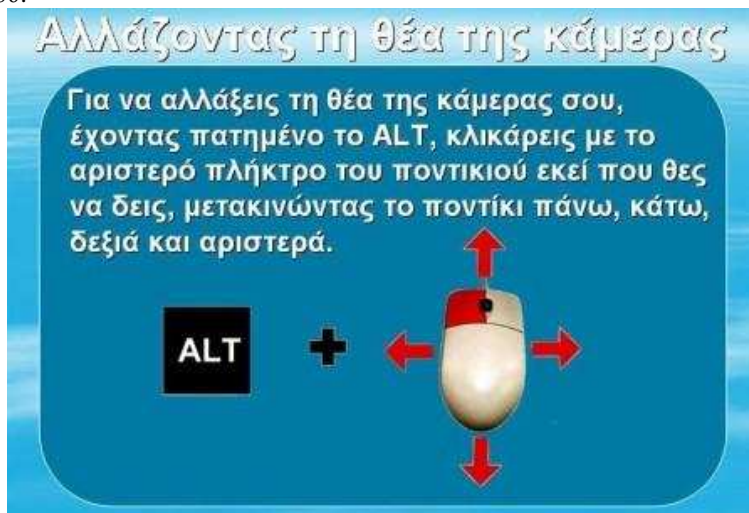 Αλλάζοντας τη θέα της κάμερας
Για να αλλάξεις τη θέα της κάμερας σου,
έχοντας πατημένο το ALT, κλικάρεις με το
αριστερό πλήκτρο του ποντικιού εκεί που θες
να δεις, μετακινώντας το ποντίκι πάνω, κάτω,
δεξιά και αριστερά.
ALT